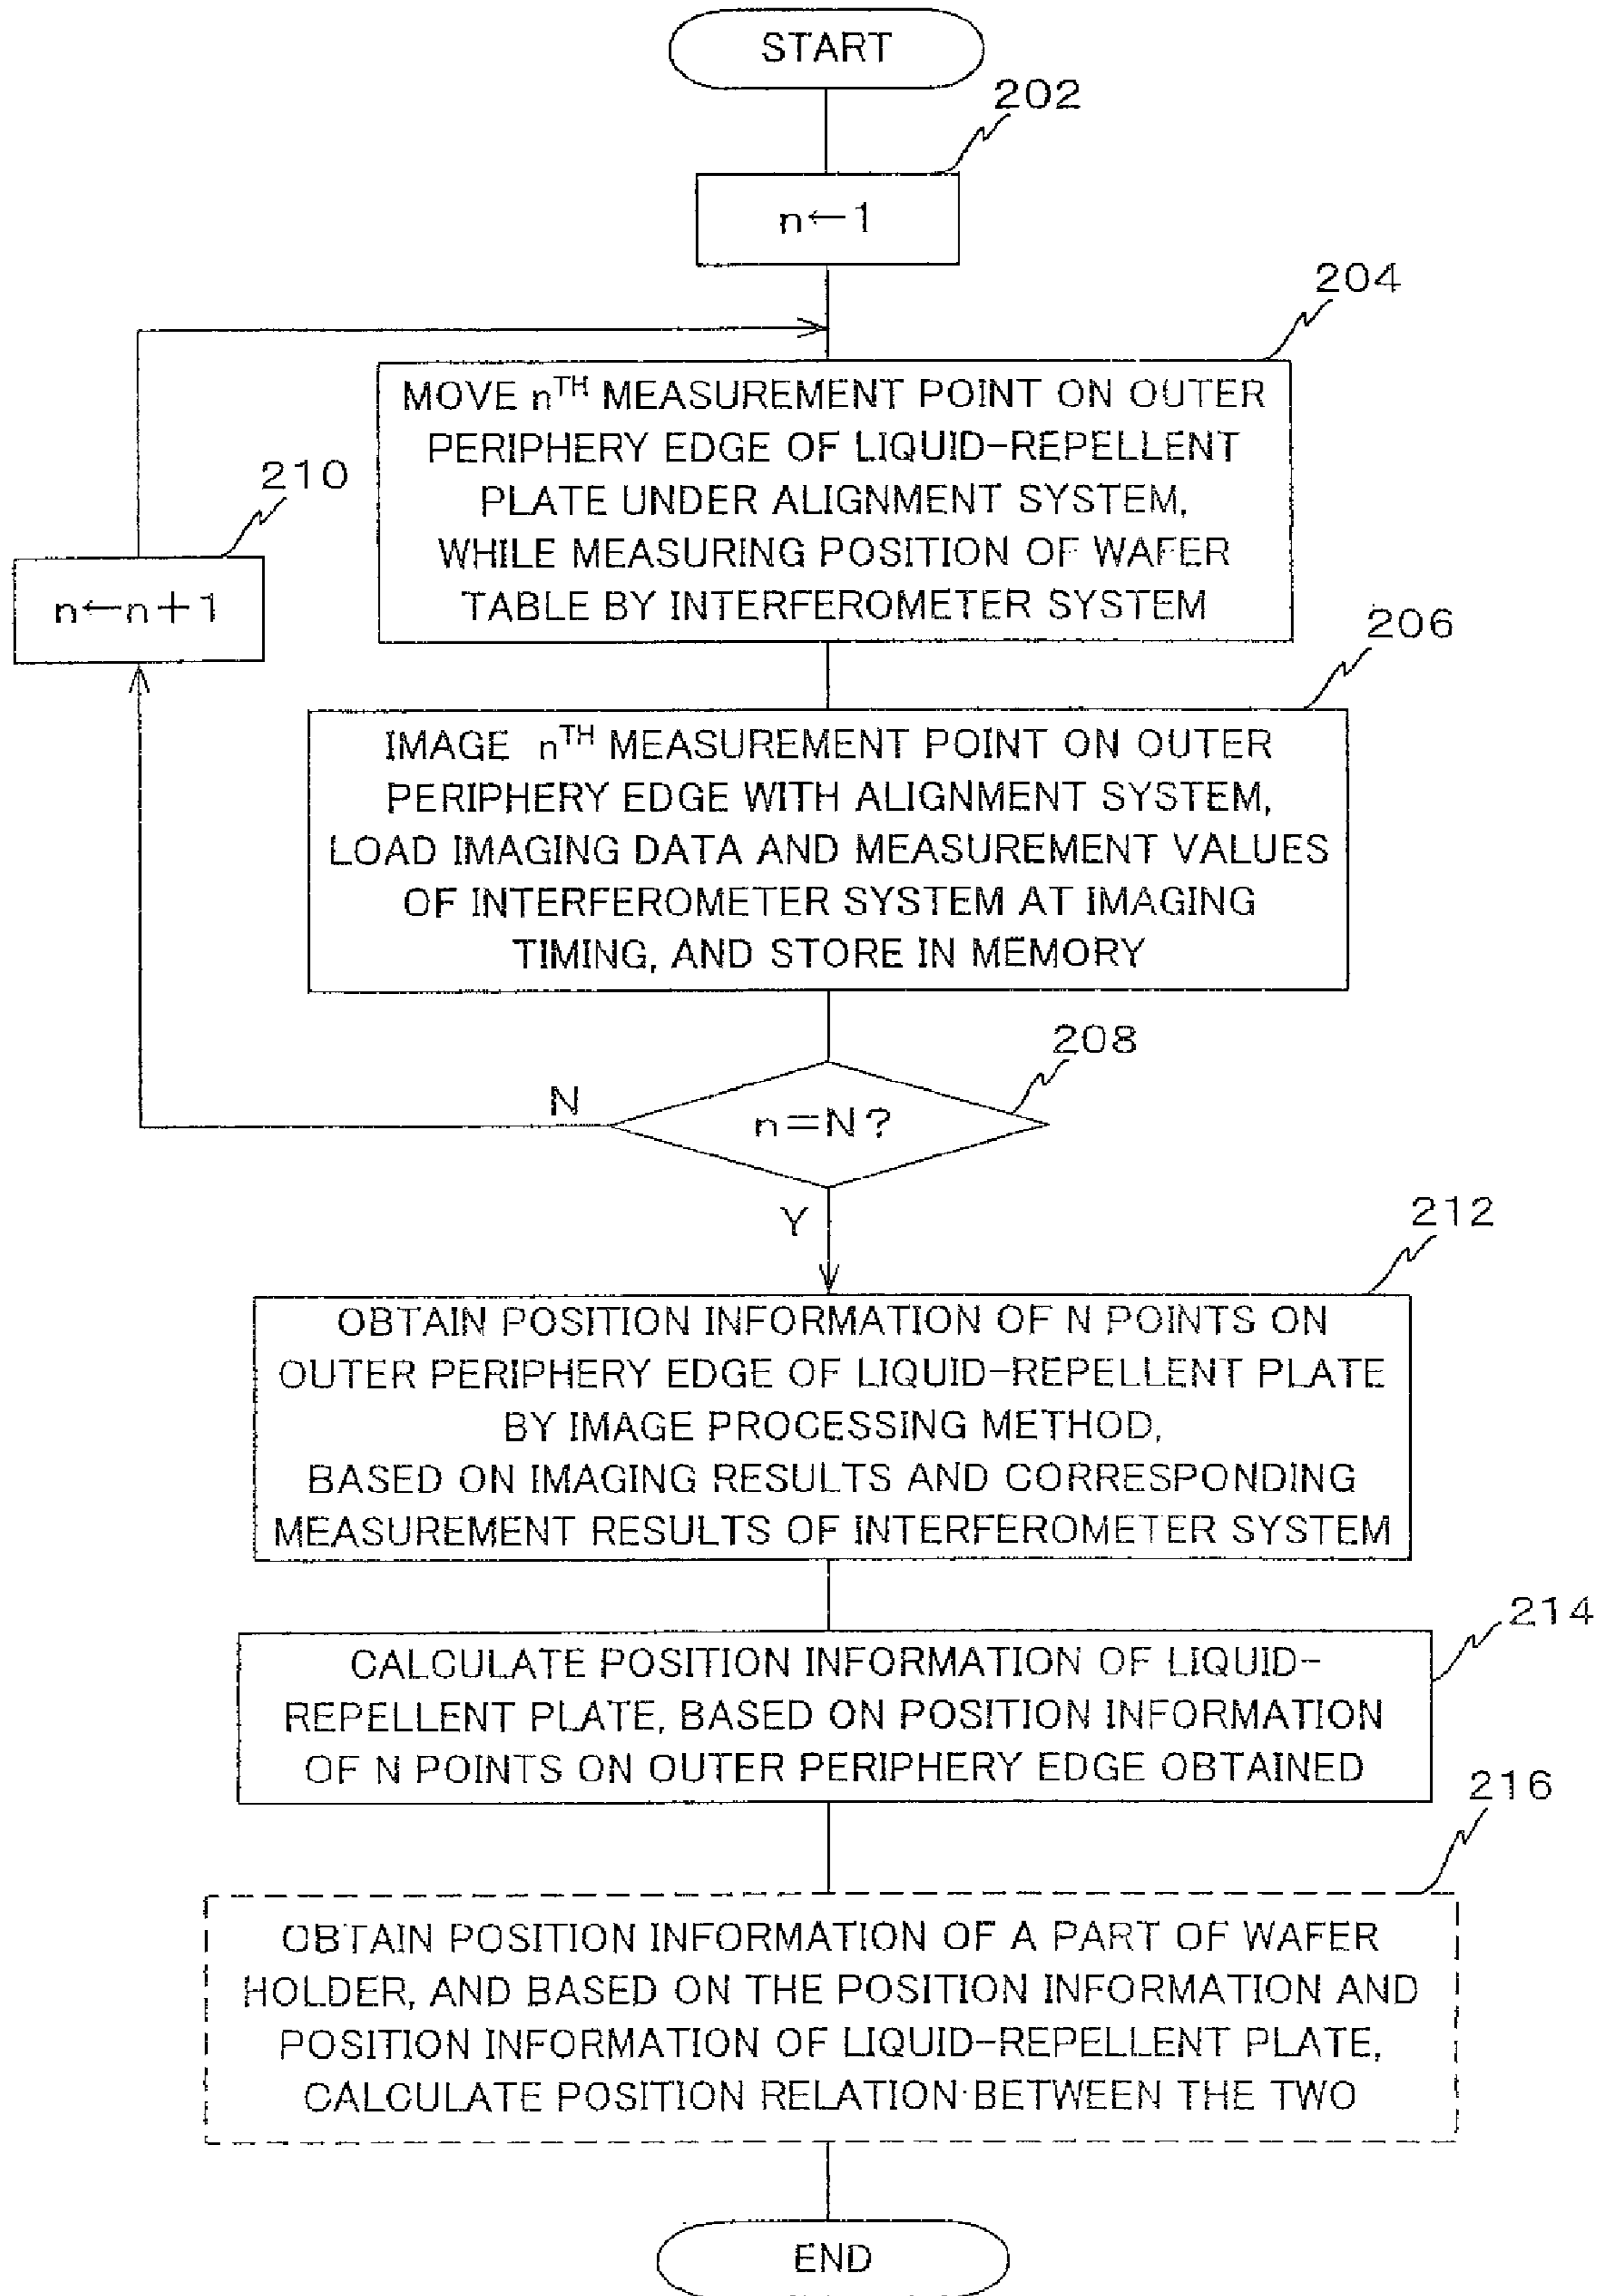 START
202
n←1
204
MOVE nTH MEASUREMENT POINT ON OUTER
PERIPHERY EDGE OF LIQUID-REPELLENT
PLATE UNDER ALIGNMENT SYSTEM,
WHILE MEASURING POSITION OF WAFER
TABLE BY INTERFEROMETER SYSTEM
210
n←n+1
206
IMAGE nTH MEASUREMENT POINT ON OUTER
PERIPHERY EDGE WITH ALIGNMENT SYSTEM,
LOAD IMAGING DATA AND MEASUREMENT VALUES
OF INTERFEROMETER SYSTEM AT IMAGING
TIMING, AND STORE IN MEMORY
208
N
n=N?
Y
212
OBTAIN POSITION INFORMATION OF N POINTS ON
OUTER PERIPHERY EDGE OF LIQUID-REPELLENT PLATE
BY IMAGE PROCESSING METHOD,
BASED ON IMAGING RESULTS AND CORRESPONDING
MEASUREMENT RESULTS OF INTERFEROMETER SYSTEM
214
CALCULATE POSITION INFORMATION OF LIQUID-
REPELLENT PLATE, BASED ON POSITION INFORMATION
OF N POINTS ON OUTER PERIPHERY EDGE OBTAINED
216
OBTAIN POSITION INFORMATION OF A PART OF WAFER
HOLDER, AND BASED ON THE POSITION INFORMATION AND
POSITION INFORMATION OF LIQUID-REPELLENT PLATE,
CALCULATE POSITION RELATION BETWEEN THE TWO
END